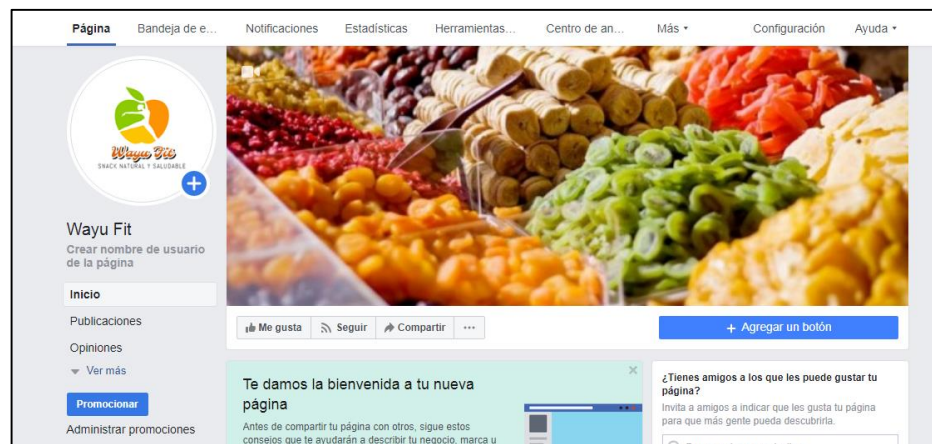 Página Bandeja de e... Notificaciones Estadísticas Herramientas... Centro de an... Más Configuración Ayuda
Wayu Fit
SNACK NATURAL Y SALUDABLE
Wayu Fit
Crear nombre de usuario
de la página
Inicio
Publicaciones
Opiniones
Ver más
Promocionar
Administrar promociones
Me gusta Seguir Compartir ...
+ Agregar un botón
Te damos la bienvenida a tu nueva
página
Antes de compartir tu página con otros, sigue estos
consejos que te ayudarán a describir tu negocio, marca u
¿Tienes amigos a los que les puede gustar tu
página?
Invita a amigos a indicar que les gusta tu página
para que más gente pueda descubrirla.